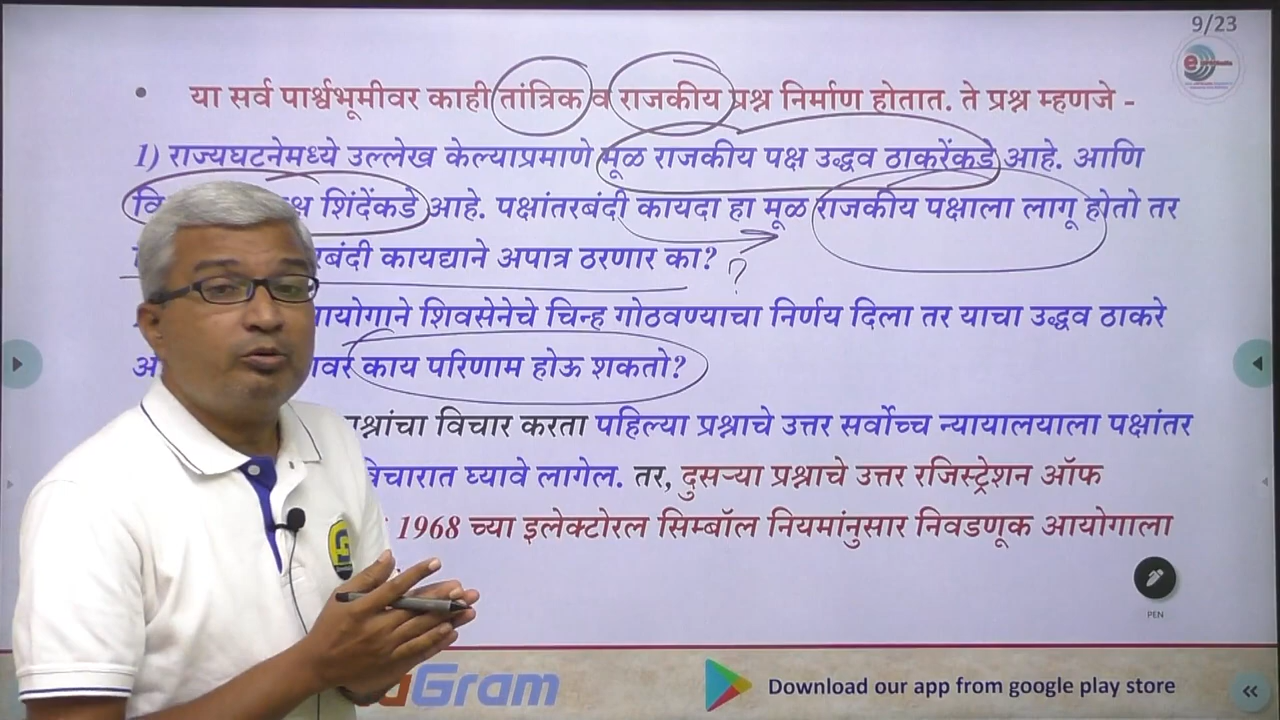 9/23
• या सर्व पार्श्वभूमीवर काही तांत्रिक व राजकीय प्रश्न निर्माण होतात. ते प्रश्न म्हणजे -
1) राज्यघटनेमध्ये उल्लेख केल्याप्रमाणे मूळ राजकीय पक्ष उद्धव ठाकरेंकडे आहे. आणि
शिंदेंकडे आहे. पक्षांतरबंदी कायदा हा मूळ राजकीय पक्षाला लागू होतो तर
कायद्याने अपात्र ठरणार का?
?
शिवसेनेचे चिन्ह गोठवण्याचा निर्णय दिला तर याचा उद्धव ठाकरे
काय परिणाम होऊ शकतो?
विचार करता पहिल्या प्रश्नाचे उत्तर सर्वोच्च न्यायालयाला पक्षांतर
घ्यावे लागेल. तर, दुसऱ्या प्रश्नाचे उत्तर रजिस्ट्रेशन ऑफ
1968 च्या इलेक्टोरल सिम्बॉल नियमांनुसार निवडणूक आयोगाला
PEN
Gram
Download our app from google play store